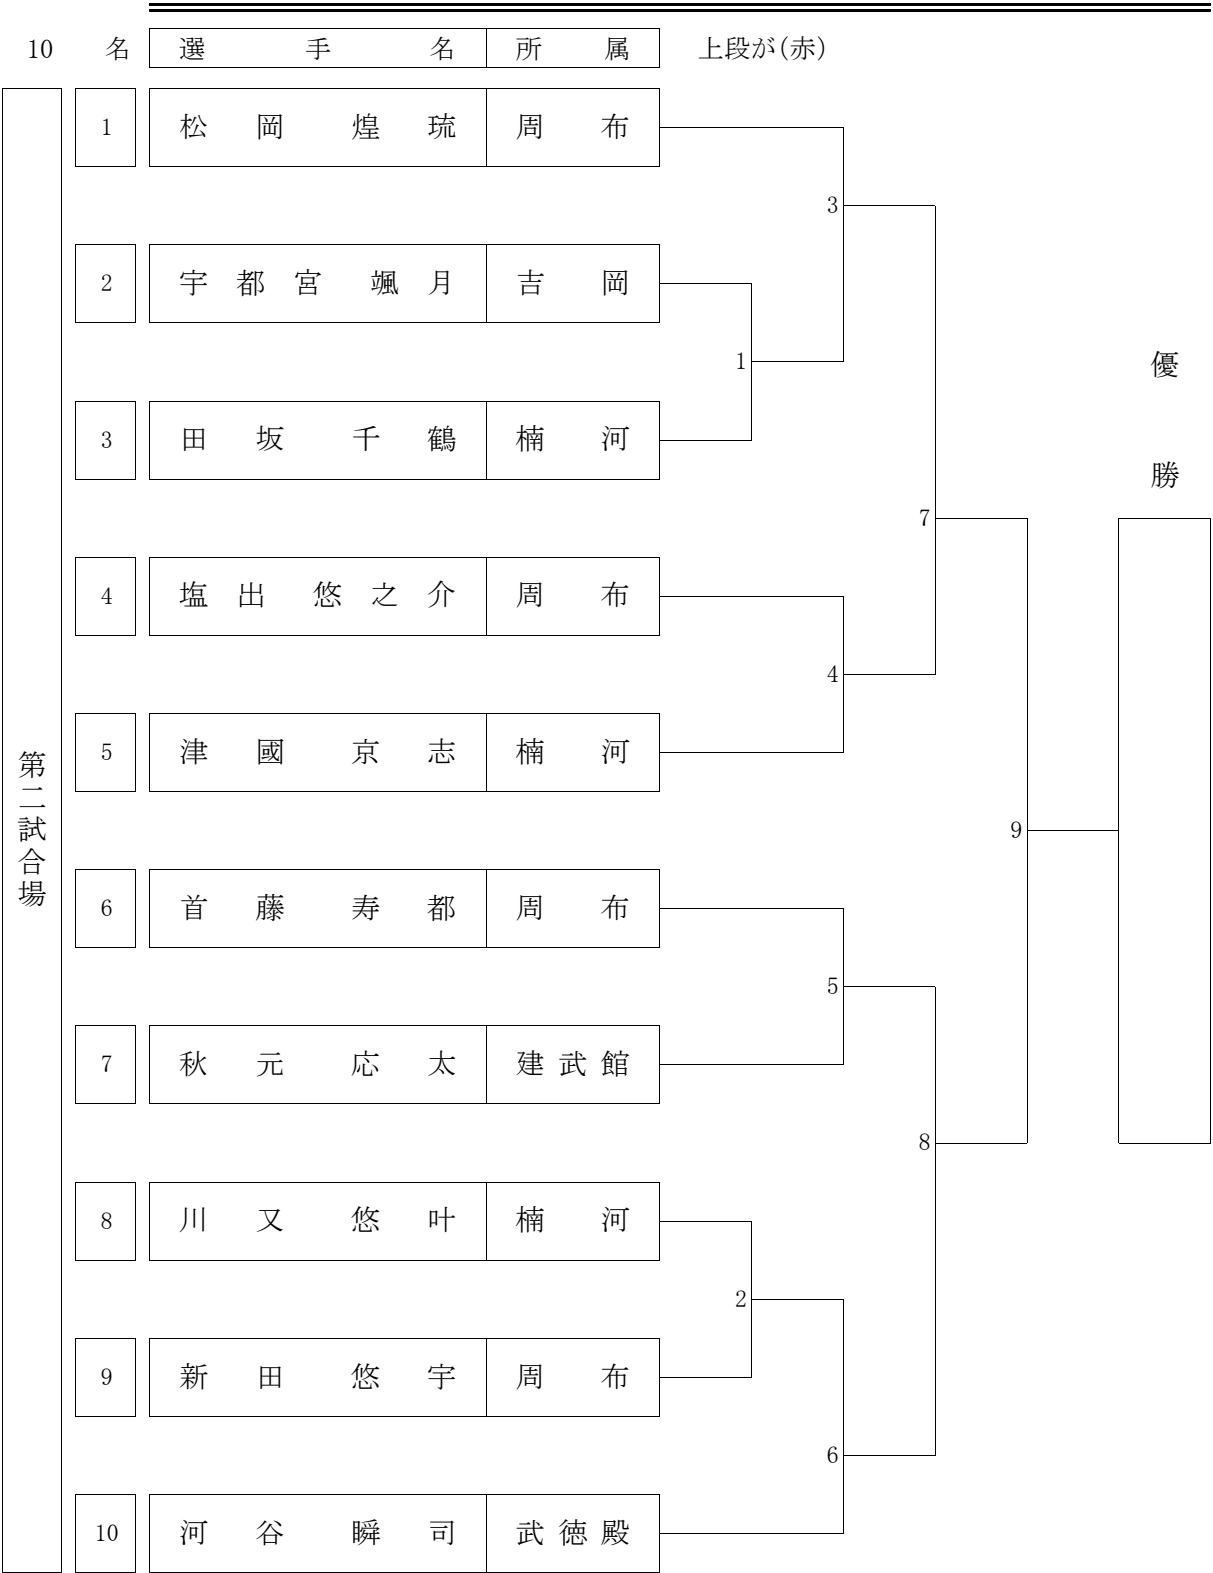 10 名 選 手 名 所 属 上段が(赤)
1 松 岡 煌 琉 周 布
3
2 宇 都 宮 颯 月 吉 岡
1
優
3 田 坂 千 鶴 楠 河
勝
7
4 塩 出 悠 之 介 周 布
4
5 津 國 京 志 楠 河
第二試合場
9
6 首 藤 寿 都 周 布
5
7 秋 元 応 太 建 武 館
8
8 川 又 悠 叶 楠 河
2
9 新 田 悠 宇 周 布
6
10 河 谷 瞬 司 武 徳 殿